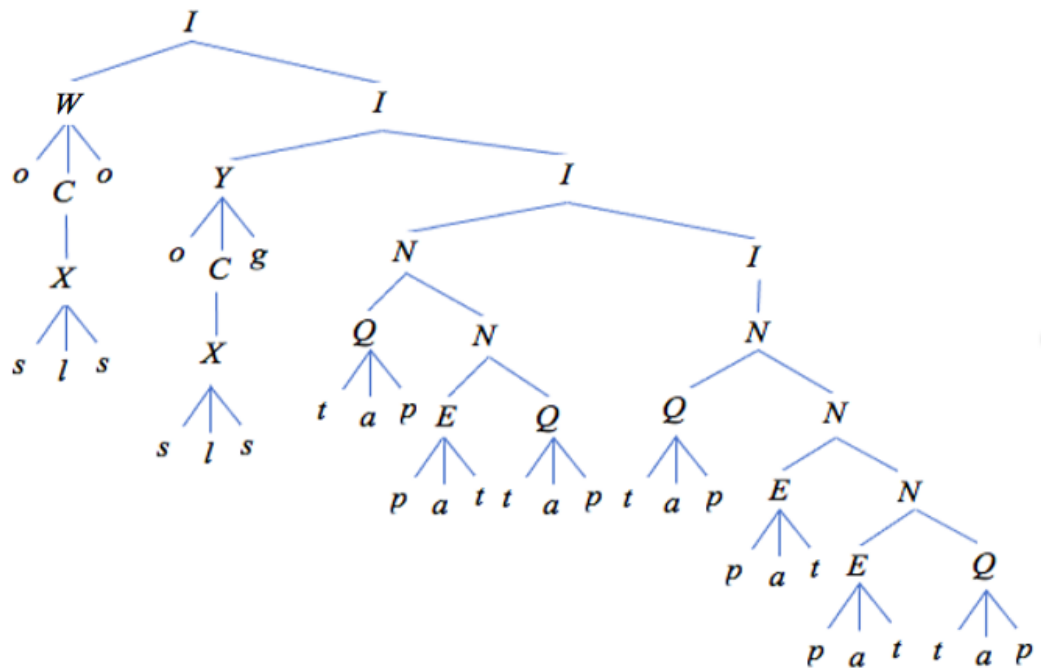 I
W I
o C o Y I
X o C g N I
s l s X Q N N
s l s t a p E Q Q N
p a t t a p t a p E N
p a t E Q
p a t t a p